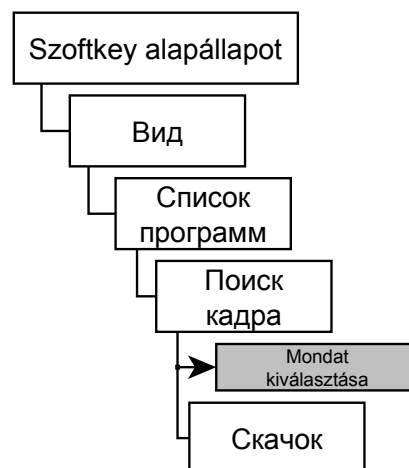 Szoftkey alapállapot
Вид
Список
программ
Поиск
кадра
Mondat
kiválasztása
Скачок